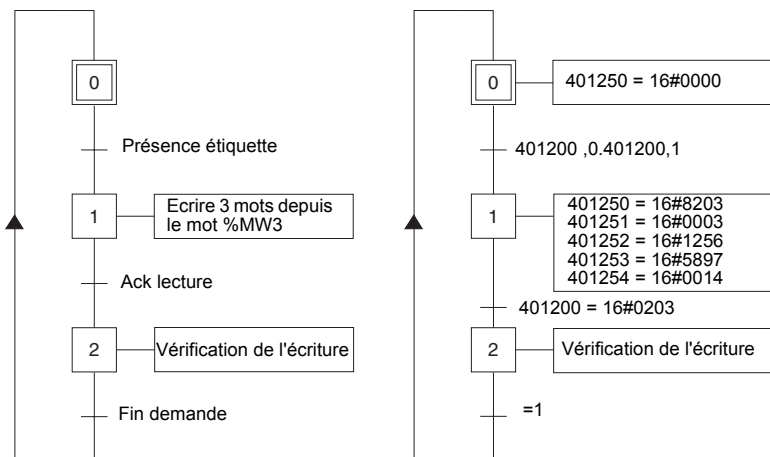 0
Présence étiquette
1
Ecrire 3 mots depuis
le mot %MW3
Ack lecture
2
Vérification de l'écriture
Fin demande
0
401250 = 16#0000
401200 ,0.401200,1
1
401250 = 16#8203
401251 = 16#0003
401252 = 16#1256
401253 = 16#5897
401254 = 16#0014
401200 = 16#0203
2
Vérification de l'écriture
=1